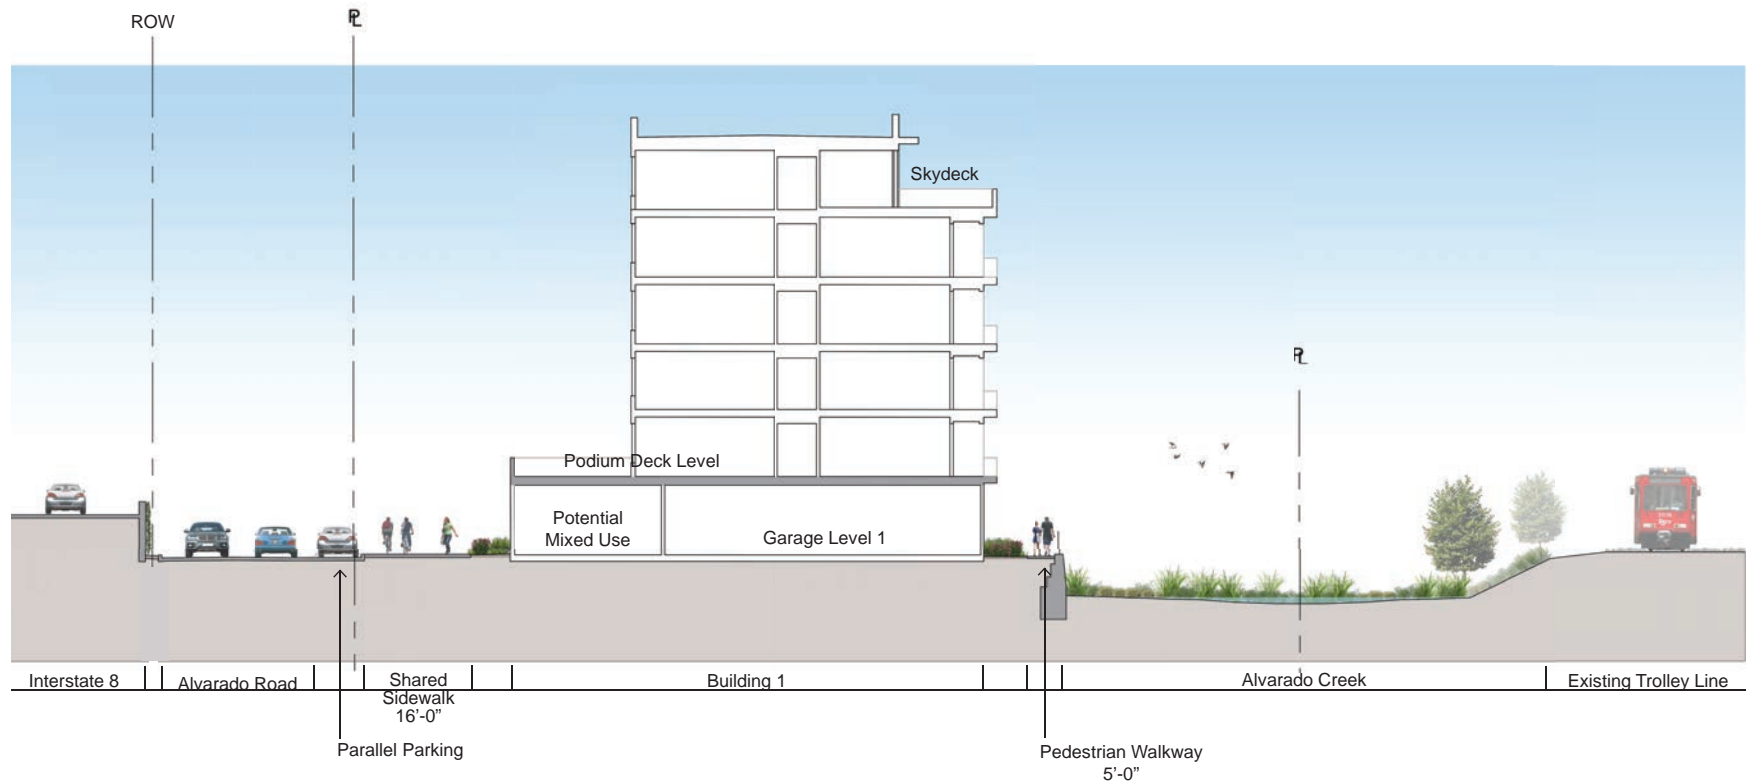 ROW
PL
Skydeck
PL
Podium Deck Level
Potential
Mixed Use
Garage Level 1
Interstate 8
Alvarado Road
Shared
Sidewalk
16’-0”
Building 1
Alvarado Creek
Existing Trolley Line
Parallel Parking
Pedestrian Walkway
5’-0”